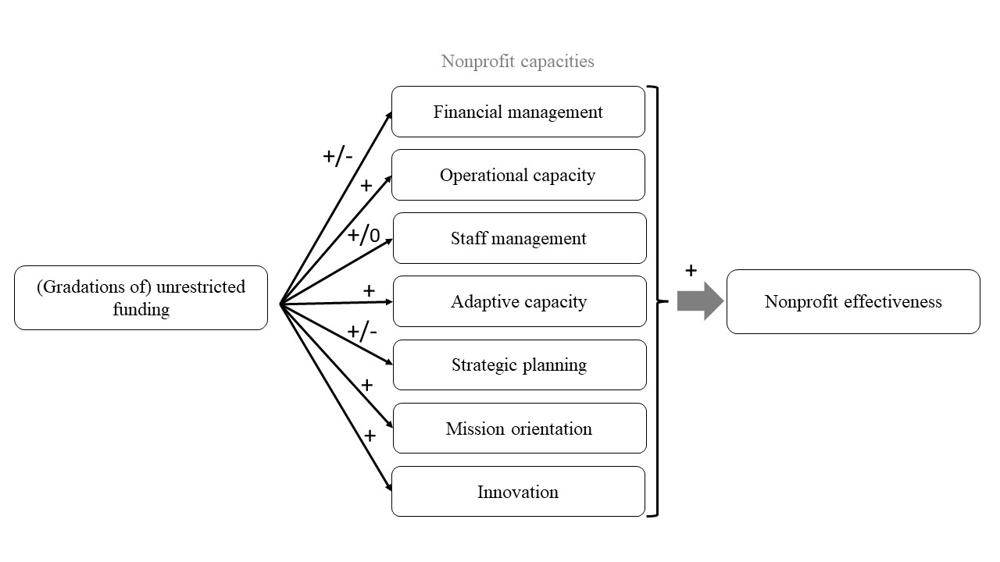 Nonprofit capacities
Financial management
+/-
Operational capacity
+
Staff management
+/0
(Gradations of) unrestricted
funding
Adaptive capacity
+
+
Nonprofit effectiveness
Strategic planning
+/-
Mission orientation
+
Innovation
+